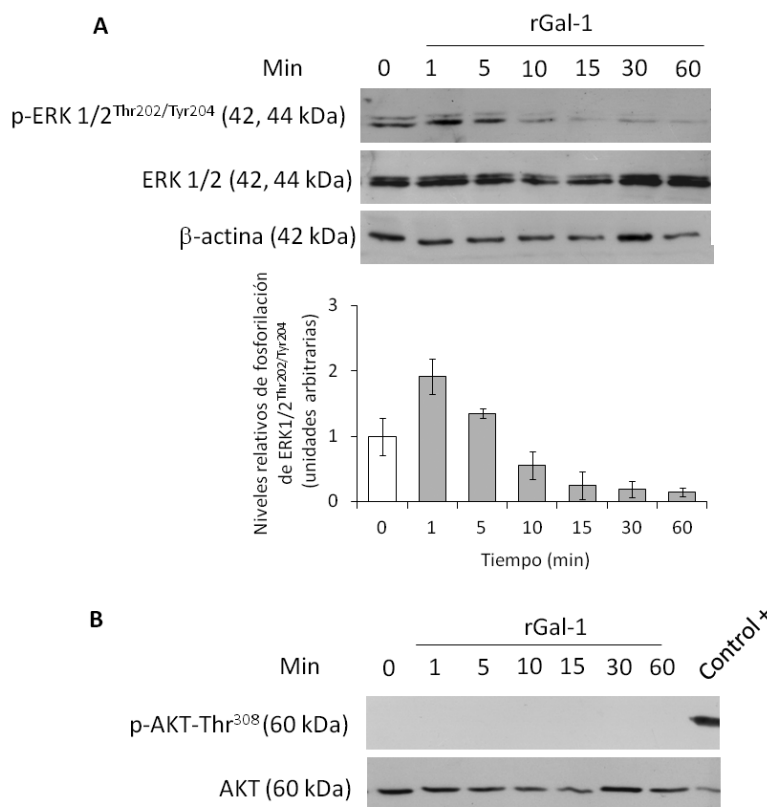 A
rGal-1
Min 0 1 5 10 15 30 60
p-ERK 1/2Thr202/Tyr204 (42, 44 kDa)
ERK 1/2 (42, 44 kDa)
β-actina (42 kDa)
Niveles relativos de fosforilación
de ERK1/2Thr202/Tyr204
(unidades arbitrarias)
3
2
1
0
0 1 5 10 15 30 60
Tiempo (min)
B
rGal-1
Min 0 1 5 10 15 30 60 Control +
p-AKT-Thr308 (60 kDa)
AKT (60 kDa)